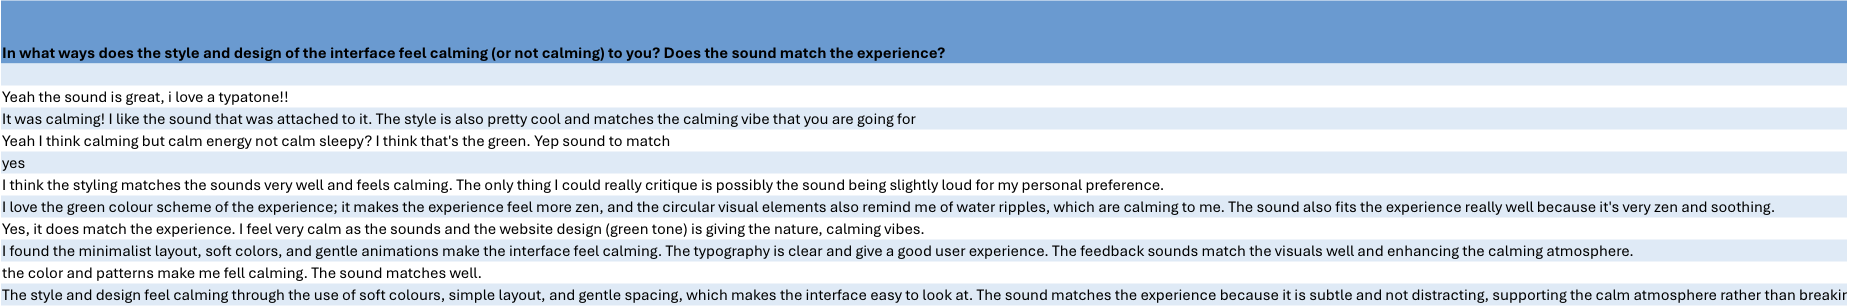 In what ways does the style and design of the interface feel calming (or not calming) to you? Does the sound match the experience?
Yeah the sound is great, i love a typatone!!
It was calming! I like the sound that was attached to it. The style is also pretty cool and matches the calming vibe that you are going for
Yeah I think calming but calm energy not calm sleepy? I think that's the green. Yep sound to match
yes
I think the styling matches the sounds very well and feels calming. The only thing I could really critique is possibly the sound being slightly loud for my personal preference.
I love the green colour scheme of the experience; it makes the experience feel more zen, and the circular visual elements also remind me of water ripples, which are calming to me. The sound also fits the experience really well because it's very zen and soothing.
Yes, it does match the experience. I feel very calm as the sounds and the website design (green tone) is giving the nature, calming vibes.
I found the minimalist layout, soft colors, and gentle animations make the interface feel calming. The typography is clear and give a good user experience. The feedback sounds match the visuals well and enhancing the calming atmosphere.
the color and patterns make me fell calming. The sound matches well.
The style and design feel calming through the use of soft colours, simple layout, and gentle spacing, which makes the interface easy to look at. The sound matches the experience because it is subtle and not distracting, supporting the calm atmosphere rather than